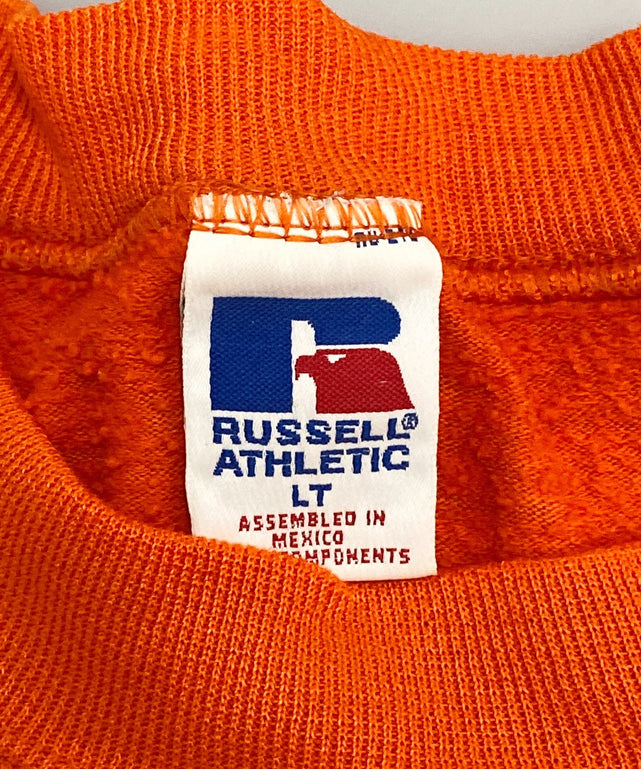 RUSSELL®
ATHLETIC
LT
ASSEMBLED IN
MEXICO